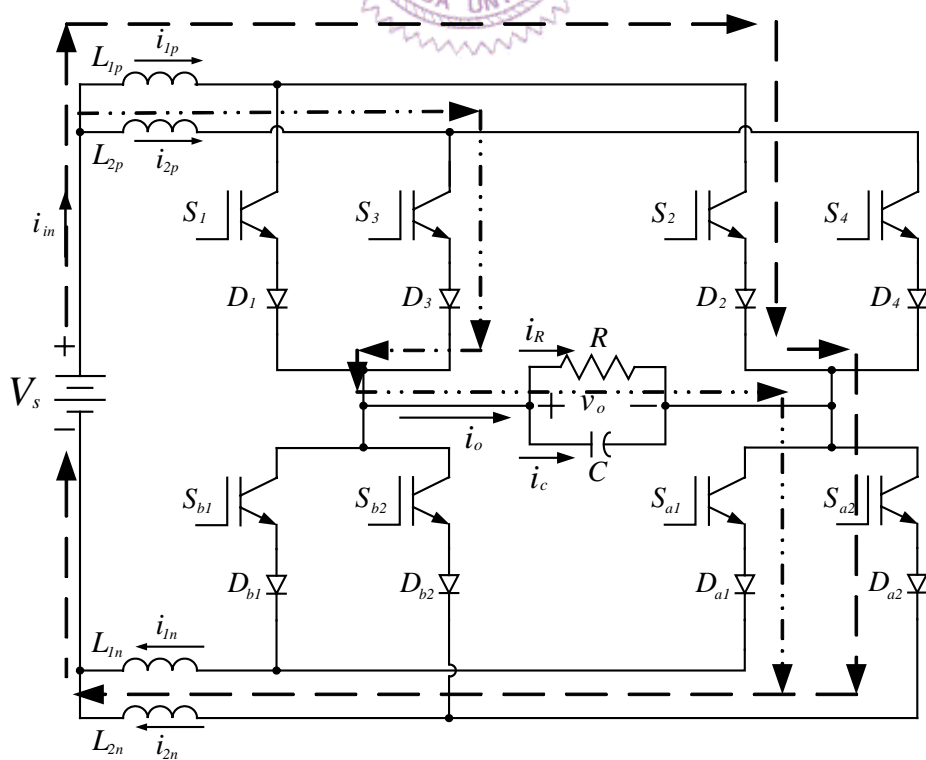 UN
L1p
i1p
L2p
i2p
S1
S3
S2
S4
iin
D1
D3
D2
D4
iR
R
+
Vs
−
+
vo
−
io
ic
C
Sb1
Sb2
Sa1
Sa2
Db1
Db2
Da1
Da2
L1n
i1n
L2n
i2n